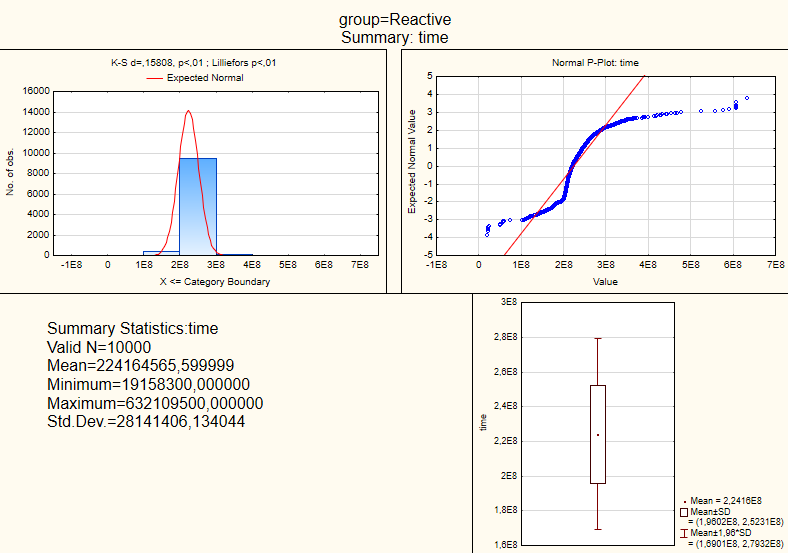 group=Reactive
Summary: time
K-S d=,15808, p<,01 ; Lilliefors p<,01
Expected Normal
16000
14000
12000
10000
8000
6000
4000
2000
0
No. of obs.
-1E8 0 1E8 2E8 3E8 4E8 5E8 6E8 7E8
X <= Category Boundary
Normal P-Plot: time
5
4
3
2
1
0
-1
-2
-3
-4
-5
Expected Normal Value
-1E8 0 1E8 2E8 3E8 4E8 5E8 6E8 7E8
Value
Summary Statistics:time
Valid N=10000
Mean=224164565,599999
Minimum=19158300,000000
Maximum=632109500,000000
Std.Dev.=28141406,134044
3E8
2,8E8
2,6E8
2,4E8
2,2E8
2E8
1,8E8
1,6E8
time
Mean = 2,2416E8
Mean±SD
= (1,9602E8, 2,5231E8)
Mean±1,96*SD
= (1,6901E8, 2,7932E8)